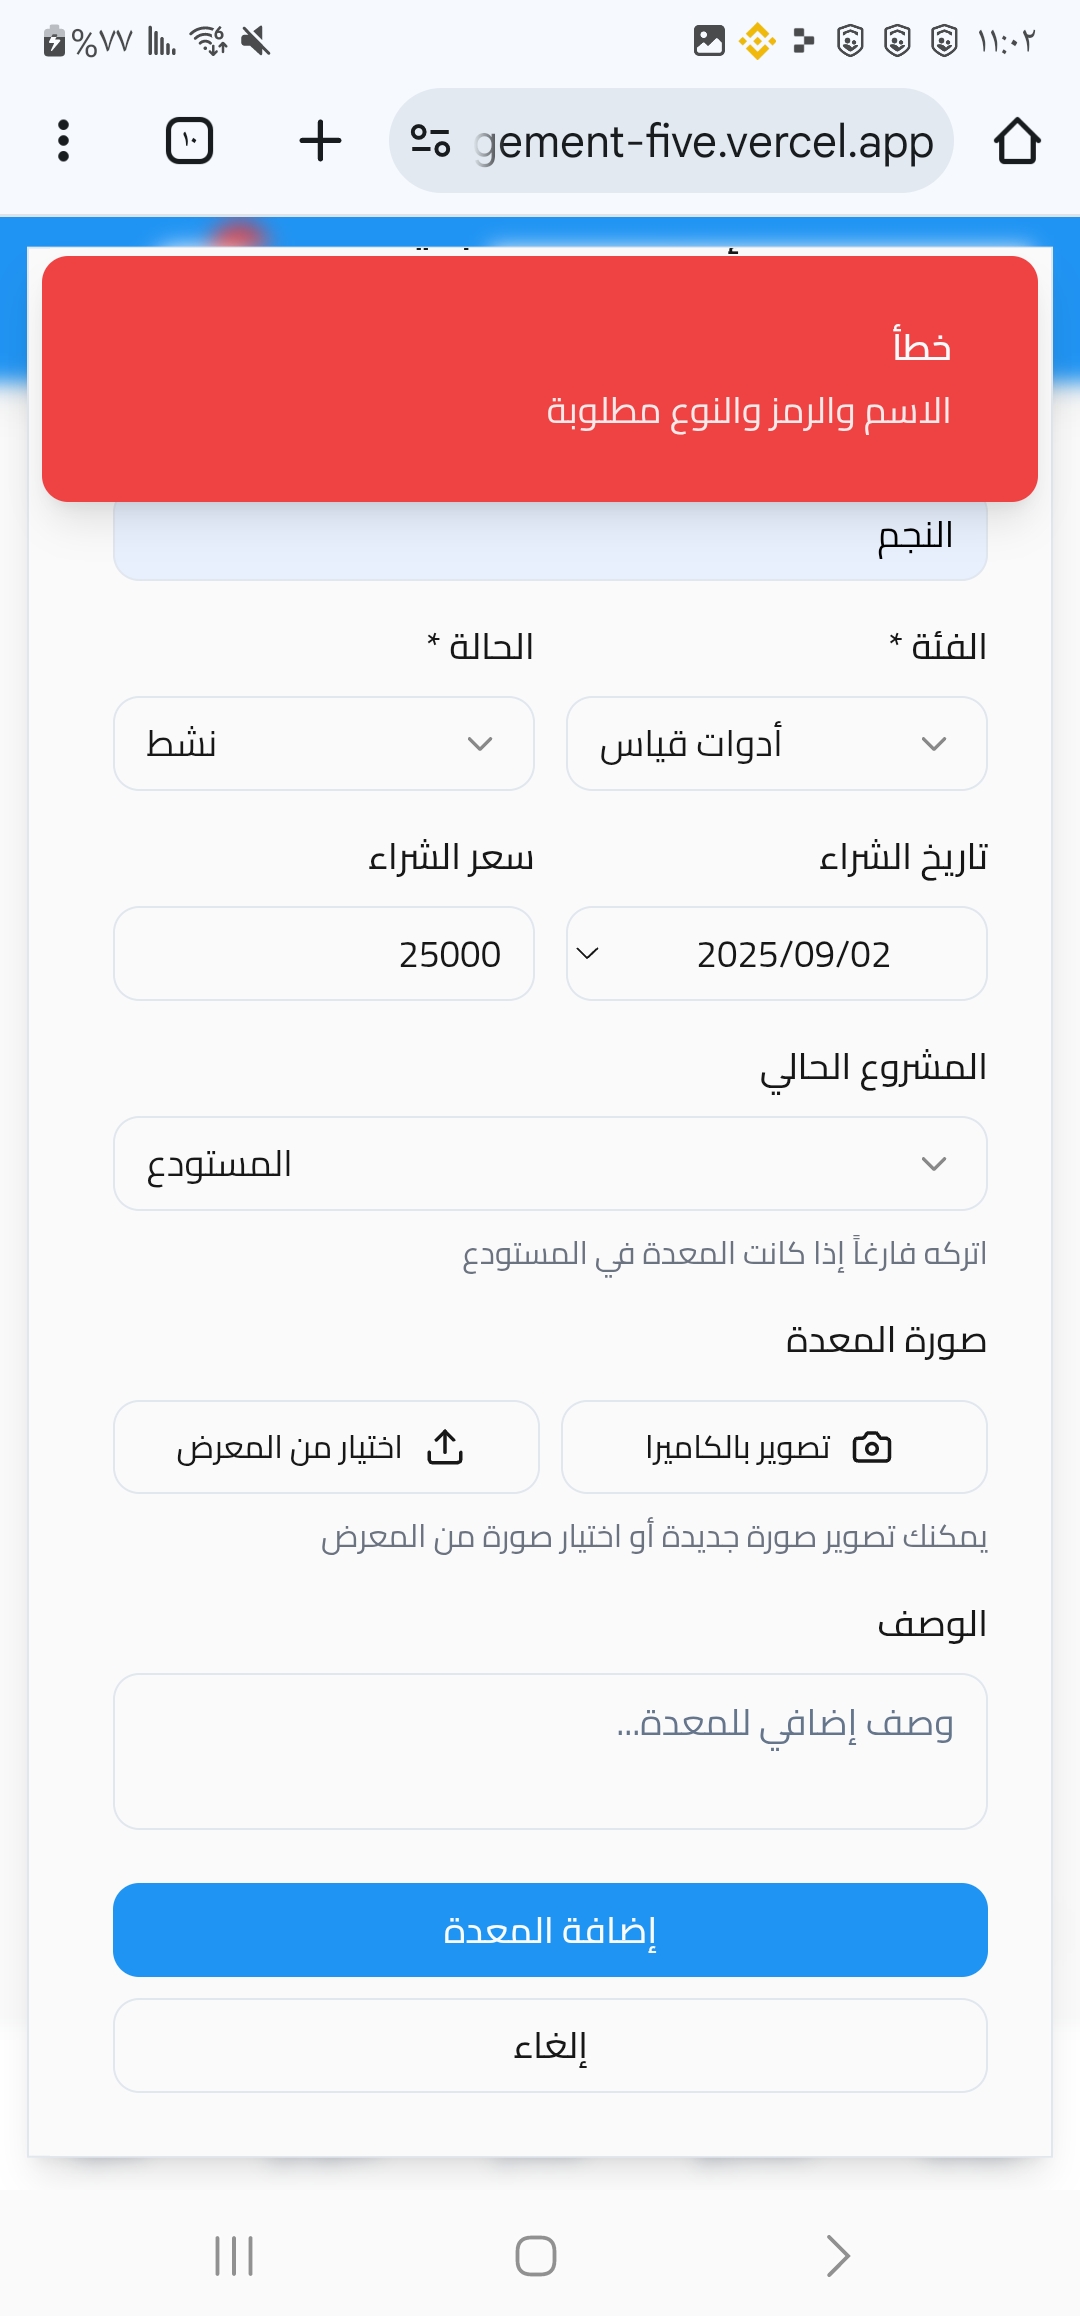 ١١:٠٢
%٧٧
6
١٠
gement-five.vercel.app
خطأ
الاسم والرمز والنوع مطلوبة
النجم
الفئة *
الحالة *
أدوات قياس
نشط
تاريخ الشراء
سعر الشراء
2025/09/02
25000
المشروع الحالي
المستودع
اتركه فارغاً إذا كانت المعدة في المستودع
صورة المعدة
تصوير بالكاميرا
اختيار من المعرض
يمكنك تصوير صورة جديدة أو اختيار صورة من المعرض
الوصف
وصف إضافي للمعدة...
إضافة المعدة
إلغاء